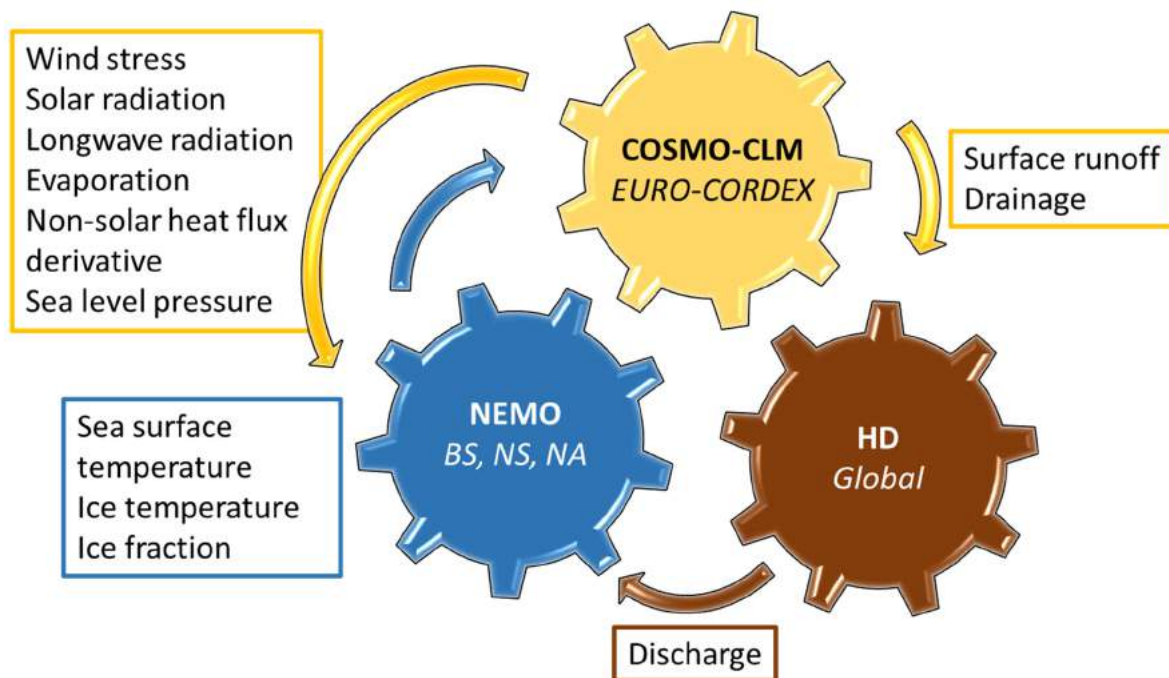 Wind stress
Solar radiation
Longwave radiation
Evaporation
Non-solar heat flux
derivative
Sea level pressure
COSMO-CLM
EURO-CORDEX
Surface runoff
Drainage
Sea surface
temperature
Ice temperature
Ice fraction
NEMO
BS, NS, NA
HD
Global
Discharge